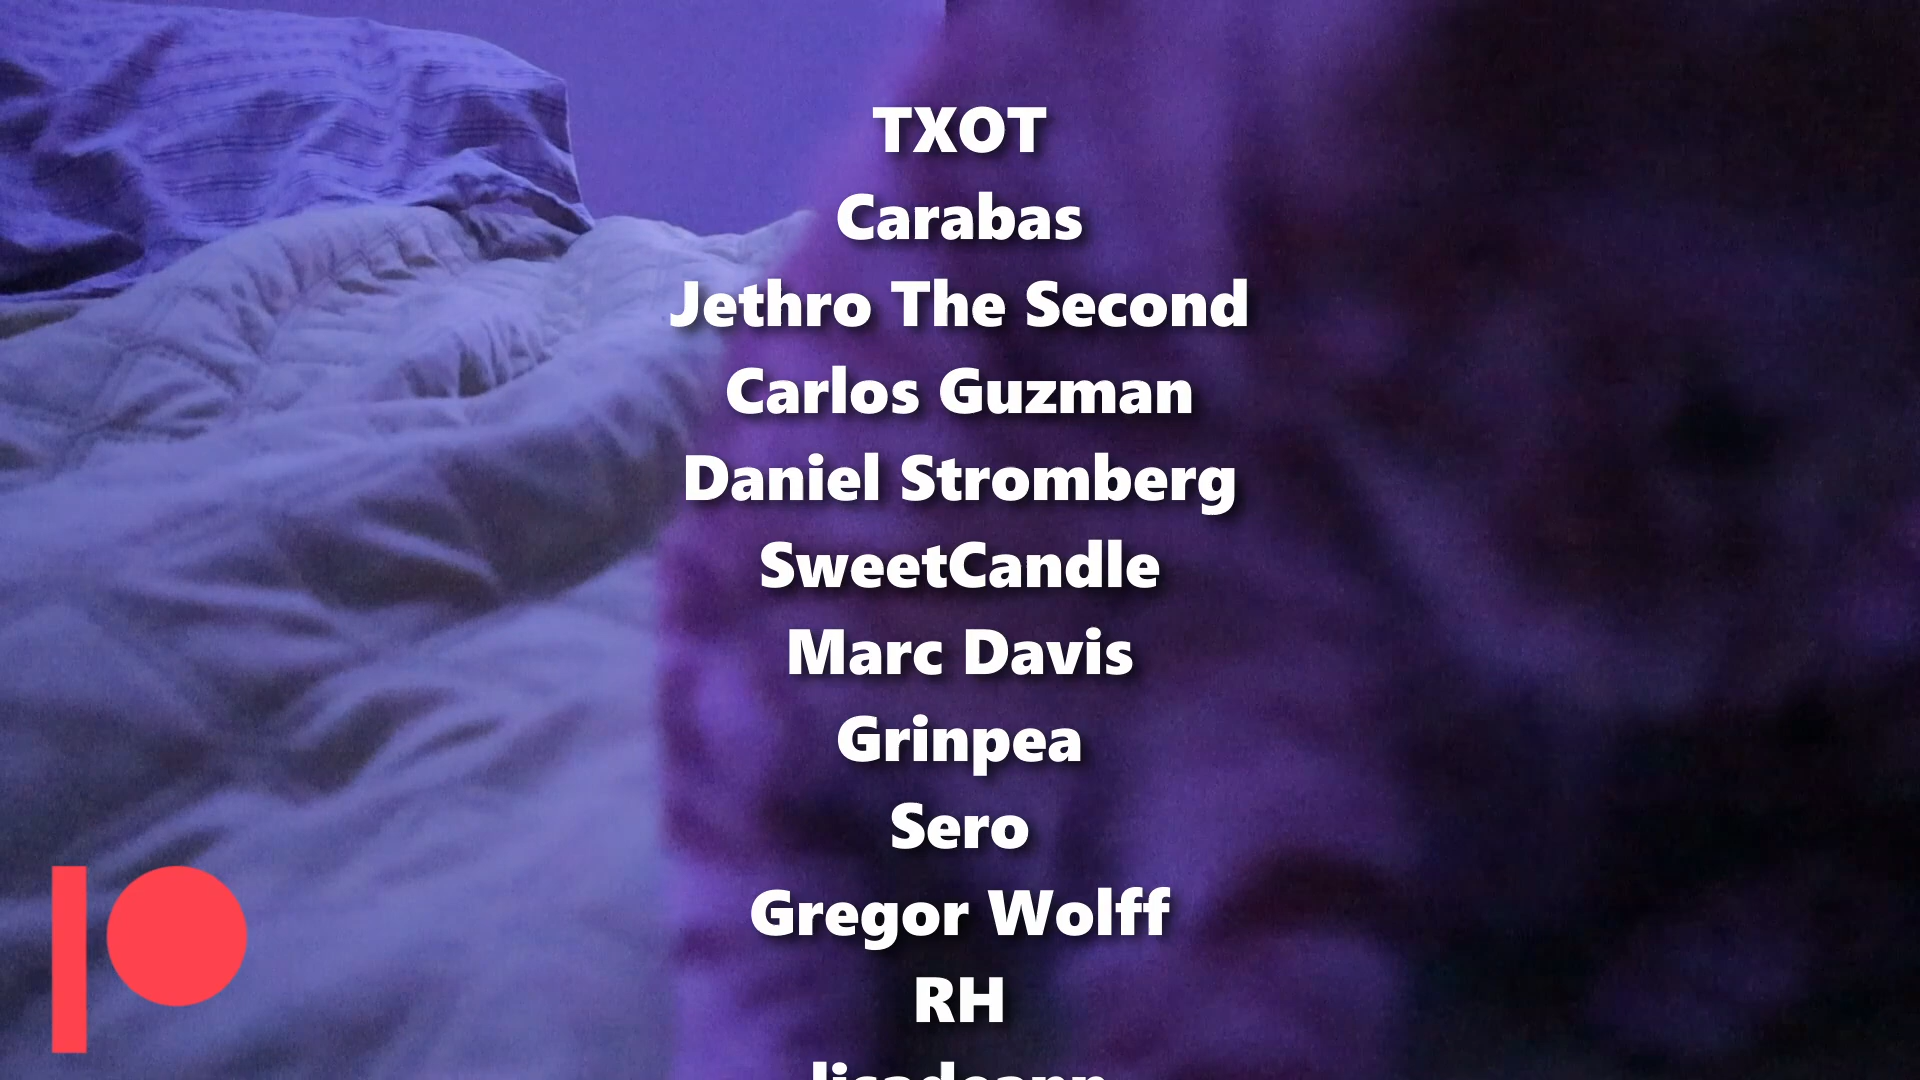 TXOT
Carabas
Jethro The Second
Carlos Guzman
Daniel Stromberg
SweetCandle
Marc Davis
Grinpea
Sero
Gregor Wolff
RH